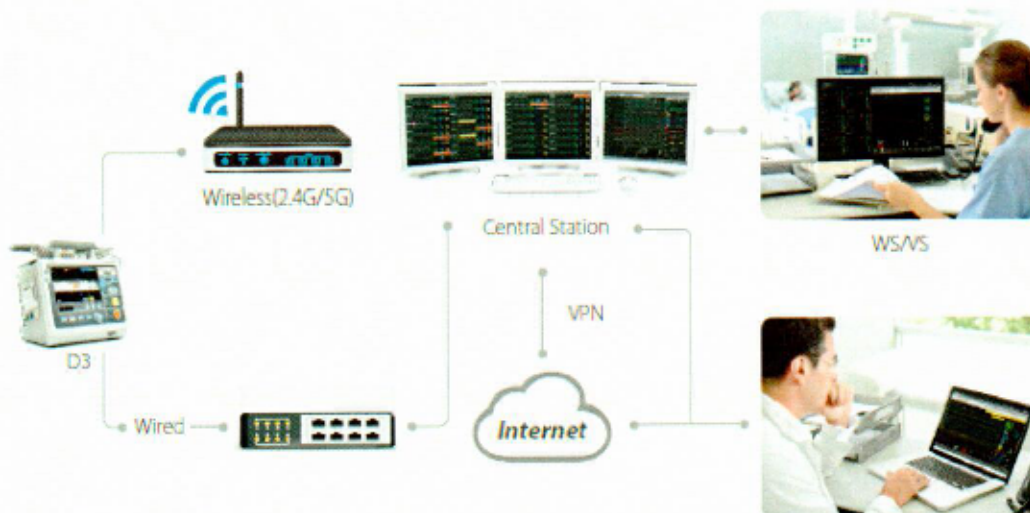 Wireless(2.4G/5G)
Central Station
WS/VS
VPN
D3
Wired
Internet